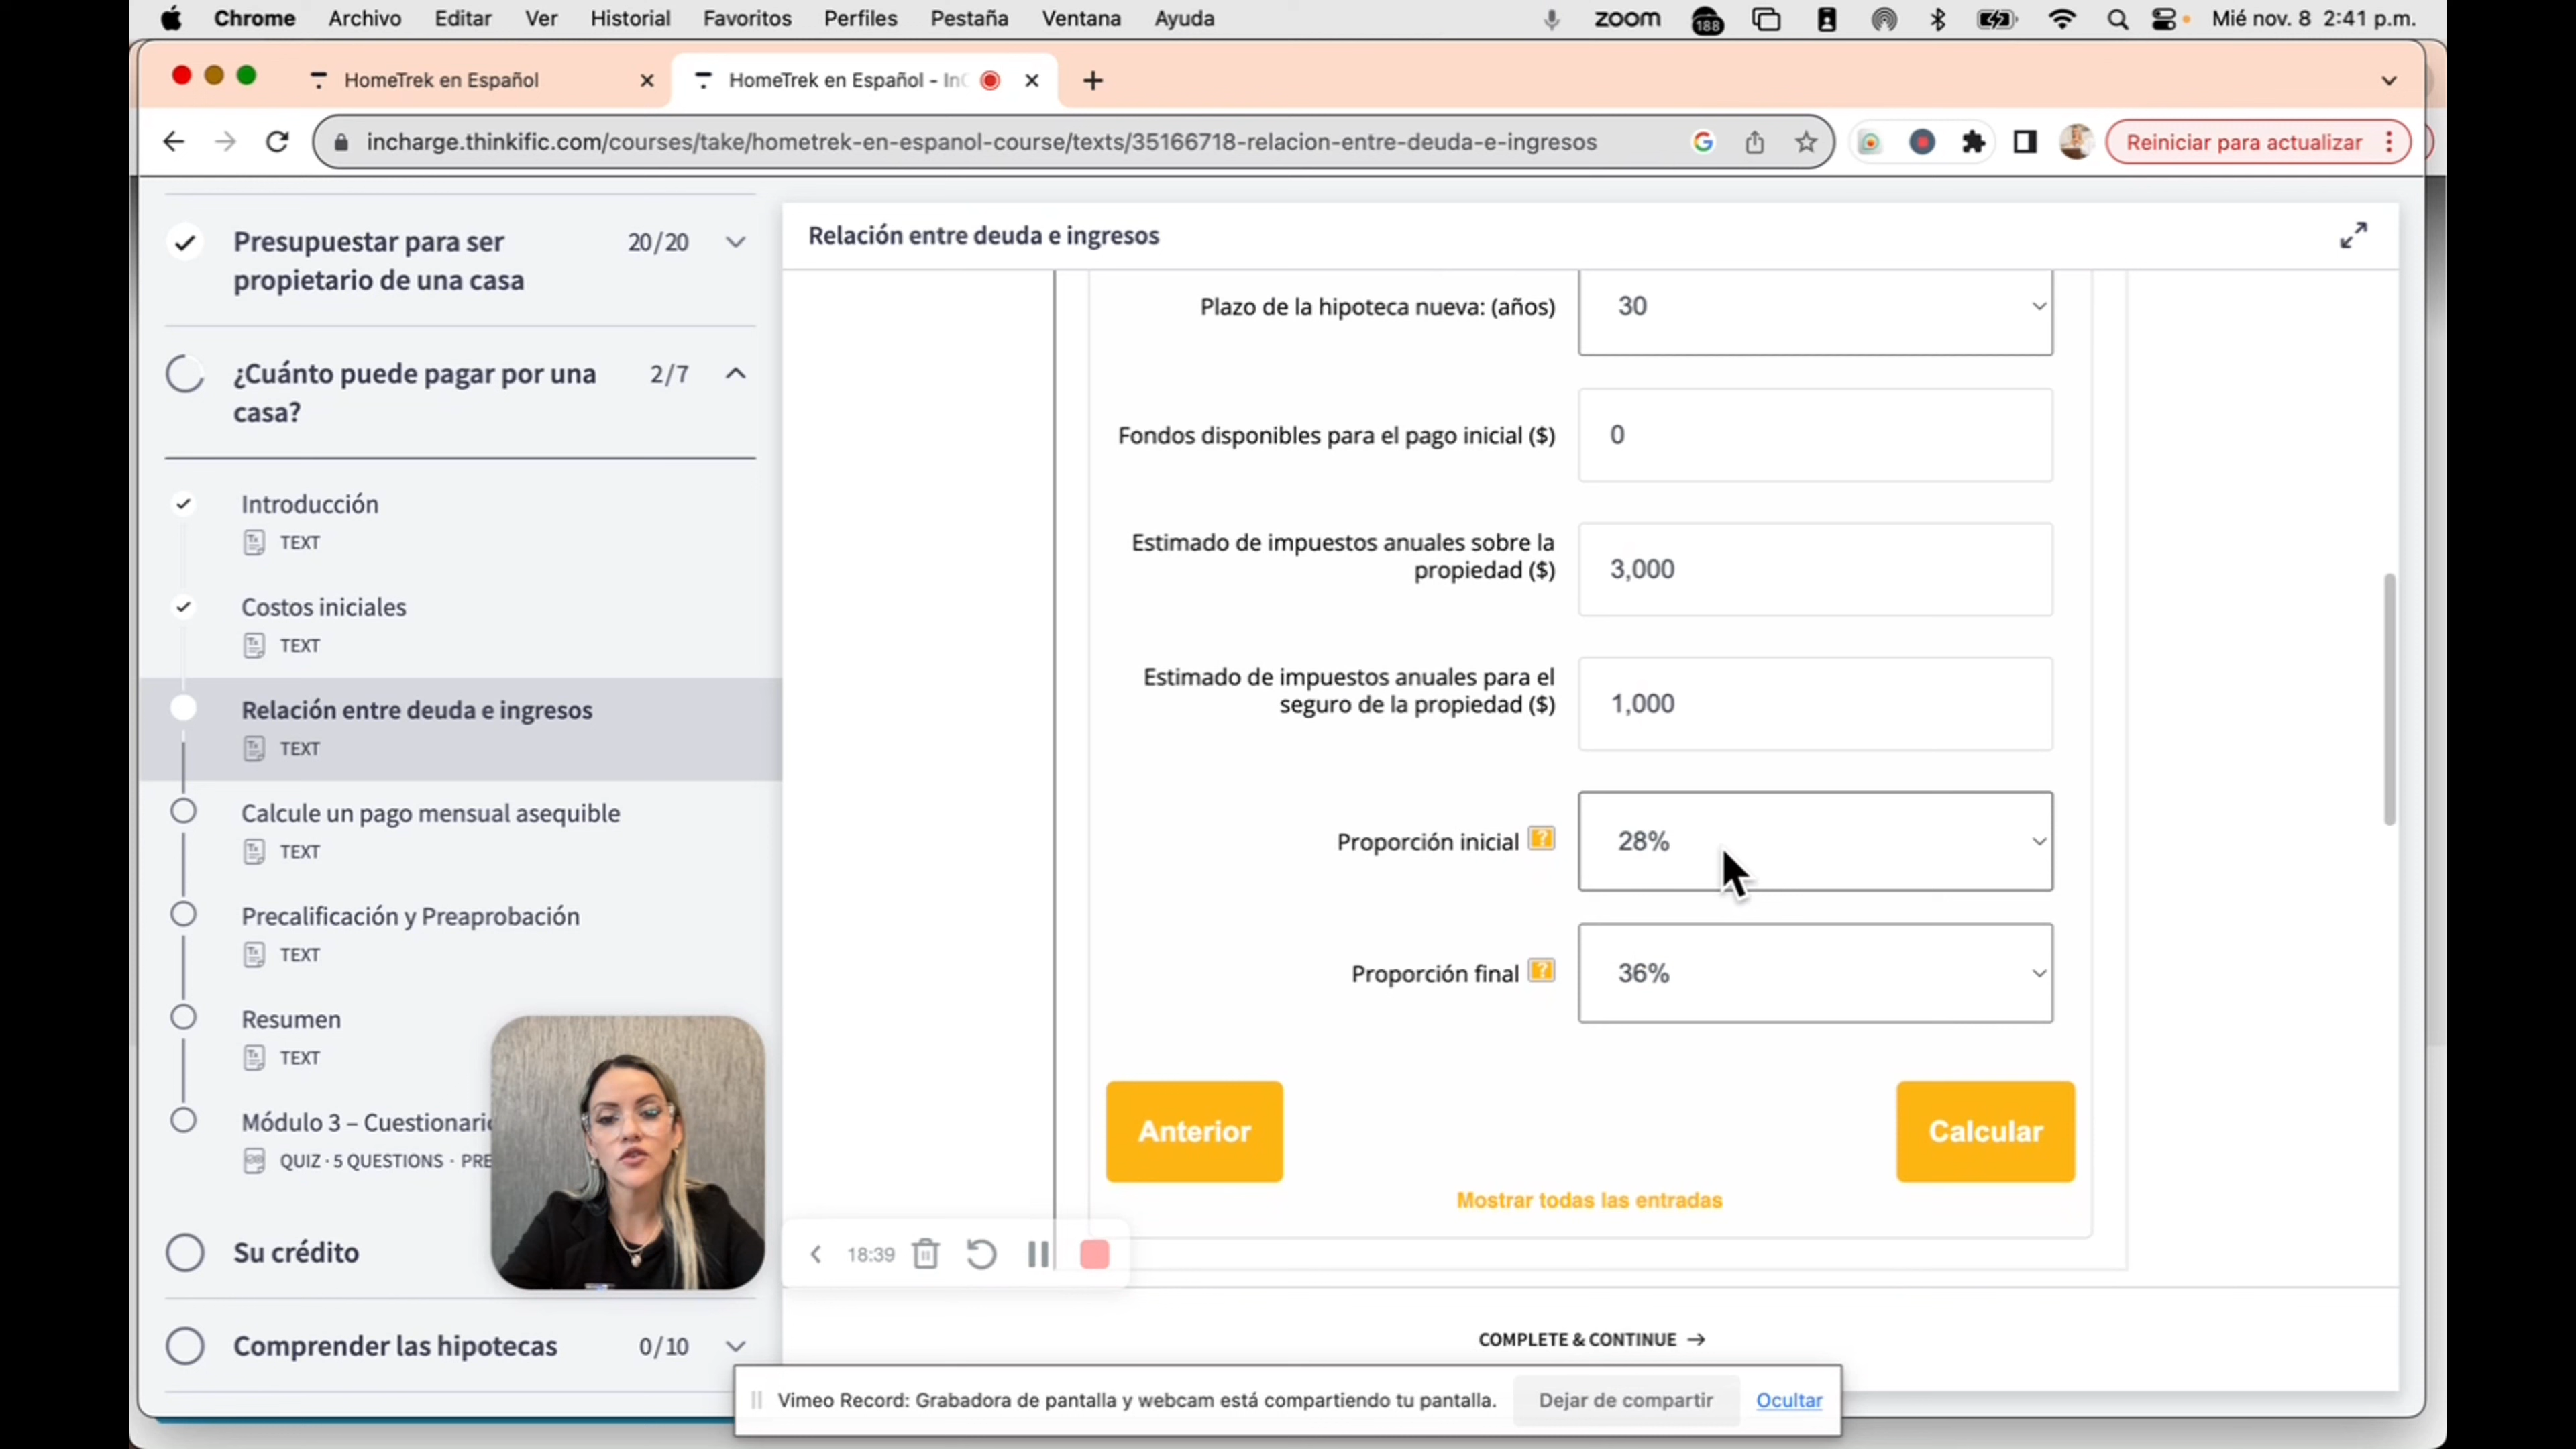 Chrome Archivo Editar Ver Historial Favoritos Perfiles Pestaña Ventana Ayuda zoom 188 Mié nov. 8 2:41 p.m.
HomeTrek en Español
HomeTrek en Español - In
incharge.thinkific.com/courses/take/hometrek-en-espanol-course/texts/35166718-relacion-entre-deuda-e-ingresos
Reiniciar para actualizar
Presupuestar para ser
propietario de una casa
20/20
¿Cuánto puede pagar por una
casa?
2/7
Introducción
TEXT
Costos iniciales
TEXT
Relación entre deuda e ingresos
TEXT
Calcule un pago mensual asequible
TEXT
Precalificación y Preaprobación
TEXT
Resumen
TEXT
Módulo 3 – Cuestionario
QUIZ · 5 QUESTIONS · PRE
Su crédito
Comprender las hipotecas
0/10
Relación entre deuda e ingresos
Plazo de la hipoteca nueva: (años)
30
Fondos disponibles para el pago inicial ($)
0
Estimado de impuestos anuales sobre la
propiedad ($)
3,000
Estimado de impuestos anuales para el
seguro de la propiedad ($)
1,000
Proporción inicial ?
28%
Proporción final ?
36%
Anterior
Calcular
Mostrar todas las entradas
18:39
COMPLETE & CONTINUE →
Vimeo Record: Grabadora de pantalla y webcam está compartiendo tu pantalla.
Dejar de compartir
Ocultar